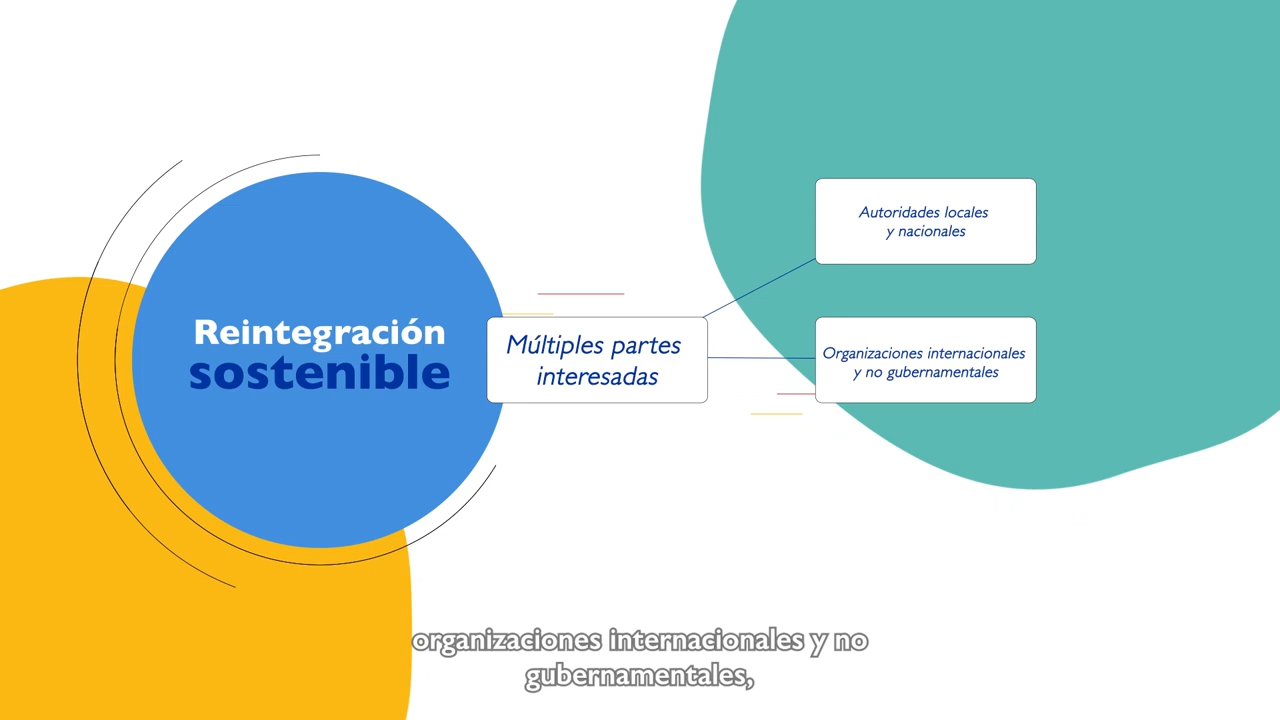 Reintegración
sostenible
Múltiples partes
interesadas
Autoridades locales
y nacionales
Organizaciones internacionales
y no gubernamentales
organizaciones internacionales y no
gubernamentales,